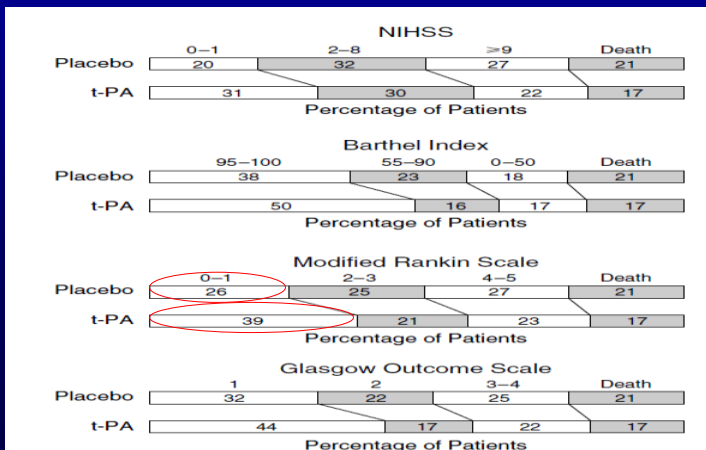 NIHSS
0–1 2–8 ≥9 Death
Placebo 20 32 27 21
t-PA 31 30 22 17
Percentage of Patients
Barthel Index
95–100 55–90 0–50 Death
Placebo 38 23 18 21
t-PA 50 16 17 17
Percentage of Patients
Modified Rankin Scale
0–1 2–3 4–5 Death
Placebo 26 25 27 21
t-PA 39 21 23 17
Percentage of Patients
Glasgow Outcome Scale
1 2 3–4 Death
Placebo 32 22 25 21
t-PA 44 17 22 17
Percentage of Patients